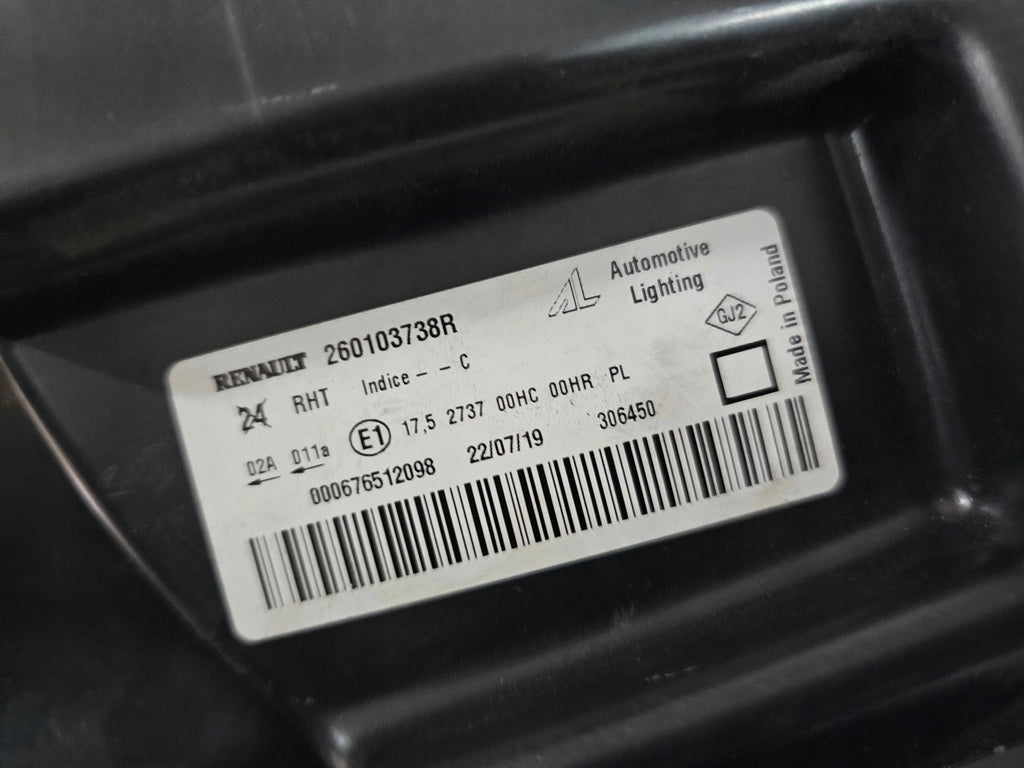 RENAULT 260103738R
AL Automotive
Lighting
24 RHT Indice - - C
GJ2
02A 011a E1 17,5 2737 00HC 00HR PL
000676512098 22/07/19 306450
Made in Poland